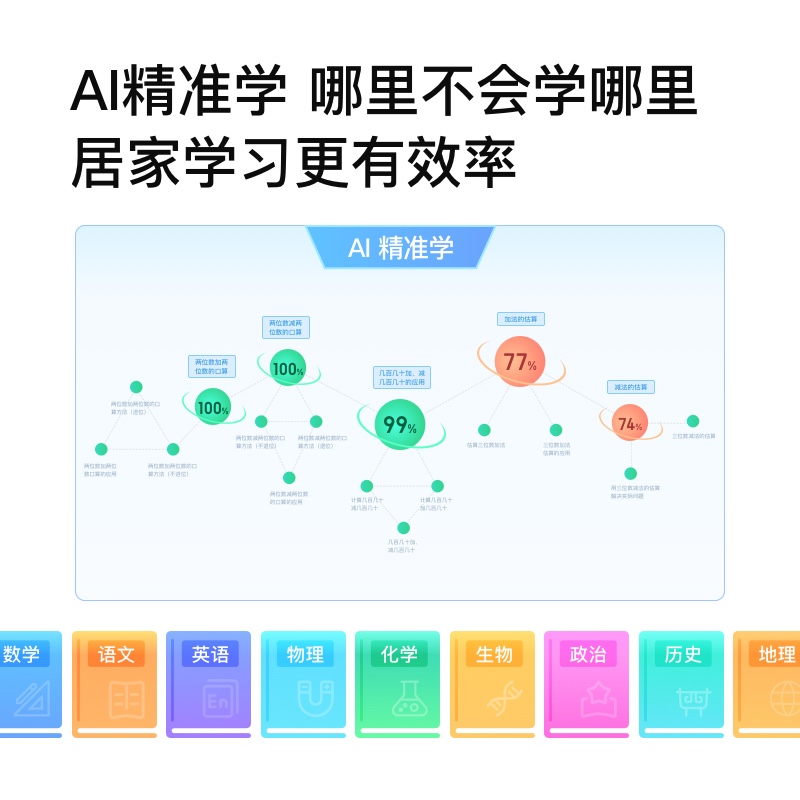 AI精准学 哪里不会学哪里
居家学习更有效率
AI 精准学
加法的估算
两位数减两
位数的口算
77%
两位数加两
位数的口算
100%
几百几十加、减
几百几十的应用
减法的估算
100%
99%
74%
两位数加两位数的口
算方法（进位）
两位数减两位数的口
算方法（不退位）
两位数减两位数的口
算方法（退位）
估算三位数加法
三位数加法
估算的应用
三位数减法的估算
两位数加两位
数口算的应用
两位数加两位数的口
算方法（不进位）
两位数减两位数
的口算的应用
计算几百几十
减几百几十
计算几百几十
加几百几十
用三位数减法的估算
解决实际问题
几百几十加、
减几百几十
数学
语文
英语
物理
化学
生物
政治
历史
地理
En